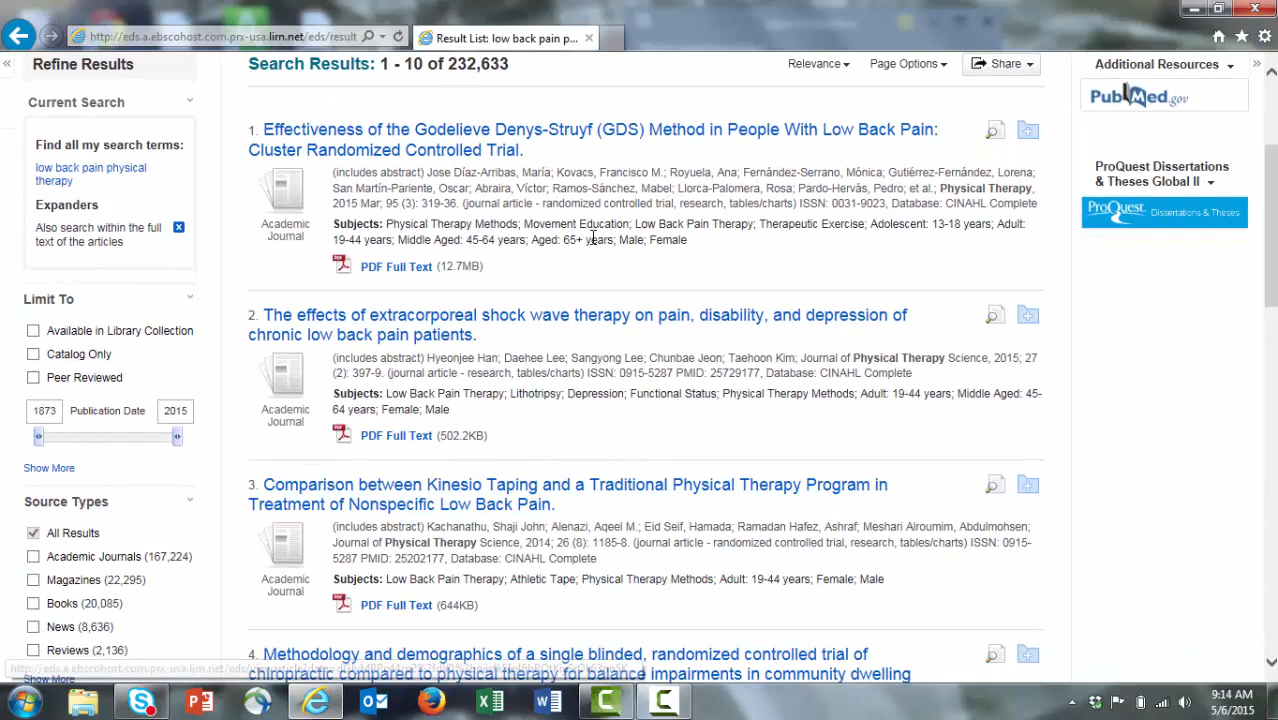 http://eds.a.ebscohost.com.prx-usa.lirn.net/eds/result
Result List: low back pain p...
Refine Results
Current Search
Find all my search terms:
low back pain physical
therapy
Expanders
Also search within the full
text of the articles
Limit To
Available in Library Collection
Catalog Only
Peer Reviewed
1873 Publication Date 2015
Show More
Source Types
All Results
Academic Journals (167,224)
Magazines (22,295)
Books (20,085)
News (8,636)
Reviews (2,136)
Show More
Search Results: 1 - 10 of 232,633
Relevance
Page Options
Share
1. Effectiveness of the Godelieve Denys-Struyf (GDS) Method in People With Low Back Pain:
Cluster Randomized Controlled Trial.
(includes abstract) Jose Díaz-Arribas, María; Kovacs, Francisco M.; Royuela, Ana; Fernández-Serrano, Mónica; Gutiérrez-Fernández, Lorena;
San Martín-Pariente, Oscar; Abraira, Víctor; Ramos-Sánchez, Mabel; Llorca-Palomera, Rosa; Pardo-Hervás, Pedro; et al.; Physical Therapy,
2015 Mar; 95 (3): 319-36. (journal article - randomized controlled trial, research, tables/charts) ISSN: 0031-9023, Database: CINAHL Complete
Academic
Journal
Subjects: Physical Therapy Methods; Movement Education; Low Back Pain Therapy; Therapeutic Exercise; Adolescent: 13-18 years; Adult:
19-44 years; Middle Aged: 45-64 years; Aged: 65+ years; Male; Female
PDF Full Text (12.7MB)
2. The effects of extracorporeal shock wave therapy on pain, disability, and depression of
chronic low back pain patients.
(includes abstract) Hyeonjee Han; Daehee Lee; Sangyong Lee; Chunbae Jeon; Taehoon Kim; Journal of Physical Therapy Science, 2015; 27
(2): 397-9. (journal article - research, tables/charts) ISSN: 0915-5287 PMID: 25729177, Database: CINAHL Complete
Academic
Journal
Subjects: Low Back Pain Therapy; Lithotripsy; Depression; Functional Status; Physical Therapy Methods; Adult: 19-44 years; Middle Aged: 45-
64 years; Female; Male
PDF Full Text (502.2KB)
3. Comparison between Kinesio Taping and a Traditional Physical Therapy Program in
Treatment of Nonspecific Low Back Pain.
(includes abstract) Kachanathu, Shaji John; Alenazi, Aqeel M.; Eid Seif, Hamada; Ramadan Hafez, Ashraf; Meshari Alroumim, Abdulmohsen;
Journal of Physical Therapy Science, 2014; 26 (8): 1185-8. (journal article - randomized controlled trial, research, tables/charts) ISSN: 0915-
5287 PMID: 25202177, Database: CINAHL Complete
Academic
Journal
Subjects: Low Back Pain Therapy; Athletic Tape; Physical Therapy Methods; Adult: 19-44 years; Female; Male
PDF Full Text (644KB)
4. Methodology and demographics of a single blinded, randomized controlled trial of
chiropractic compared to physical therapy for balance impairments in community dwelling
Additional Resources
PubMed.gov
ProQuest Dissertations
& Theses Global II
ProQuest Dissertations & Theses
9:14 AM
5/6/2015